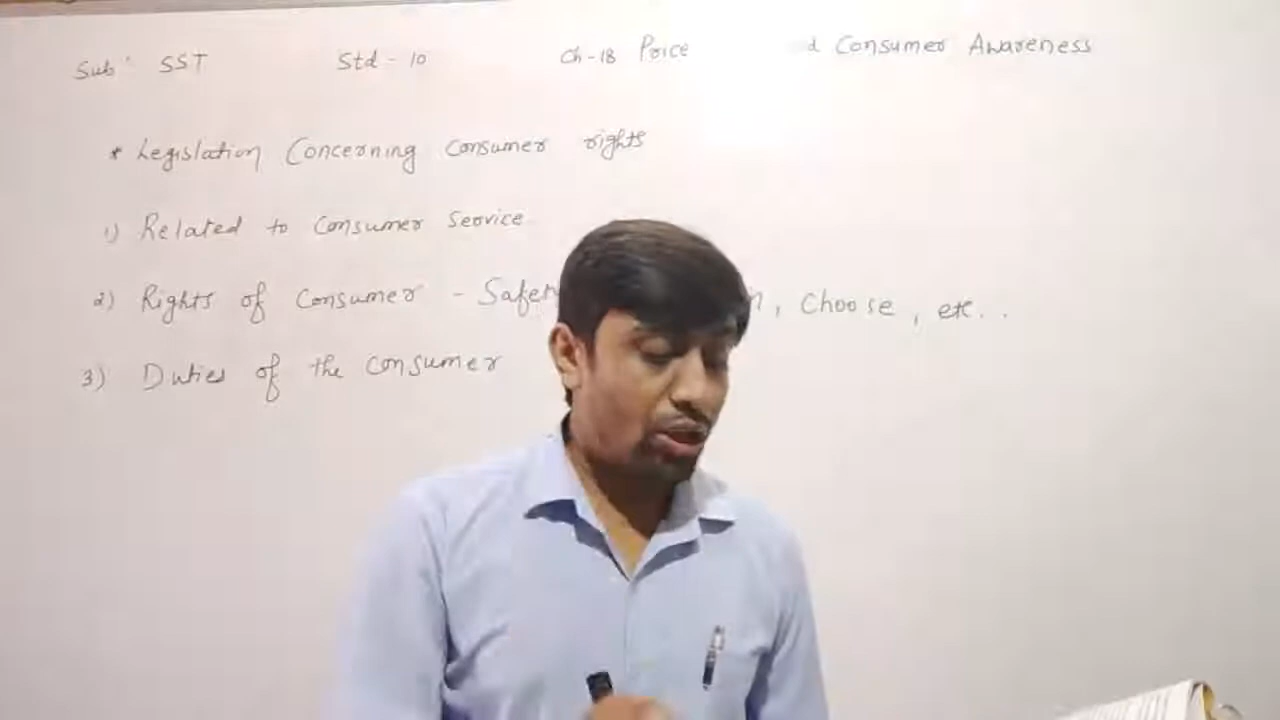 Sub: SST Std - 10 Ch-18 Price d Consumer Awareness
* Legislation Concerning Consumer rights
1) Related to Consumer Service
2) Rights of Consumer - Safet n, Choose, etc..
3) Duties of the Consumer